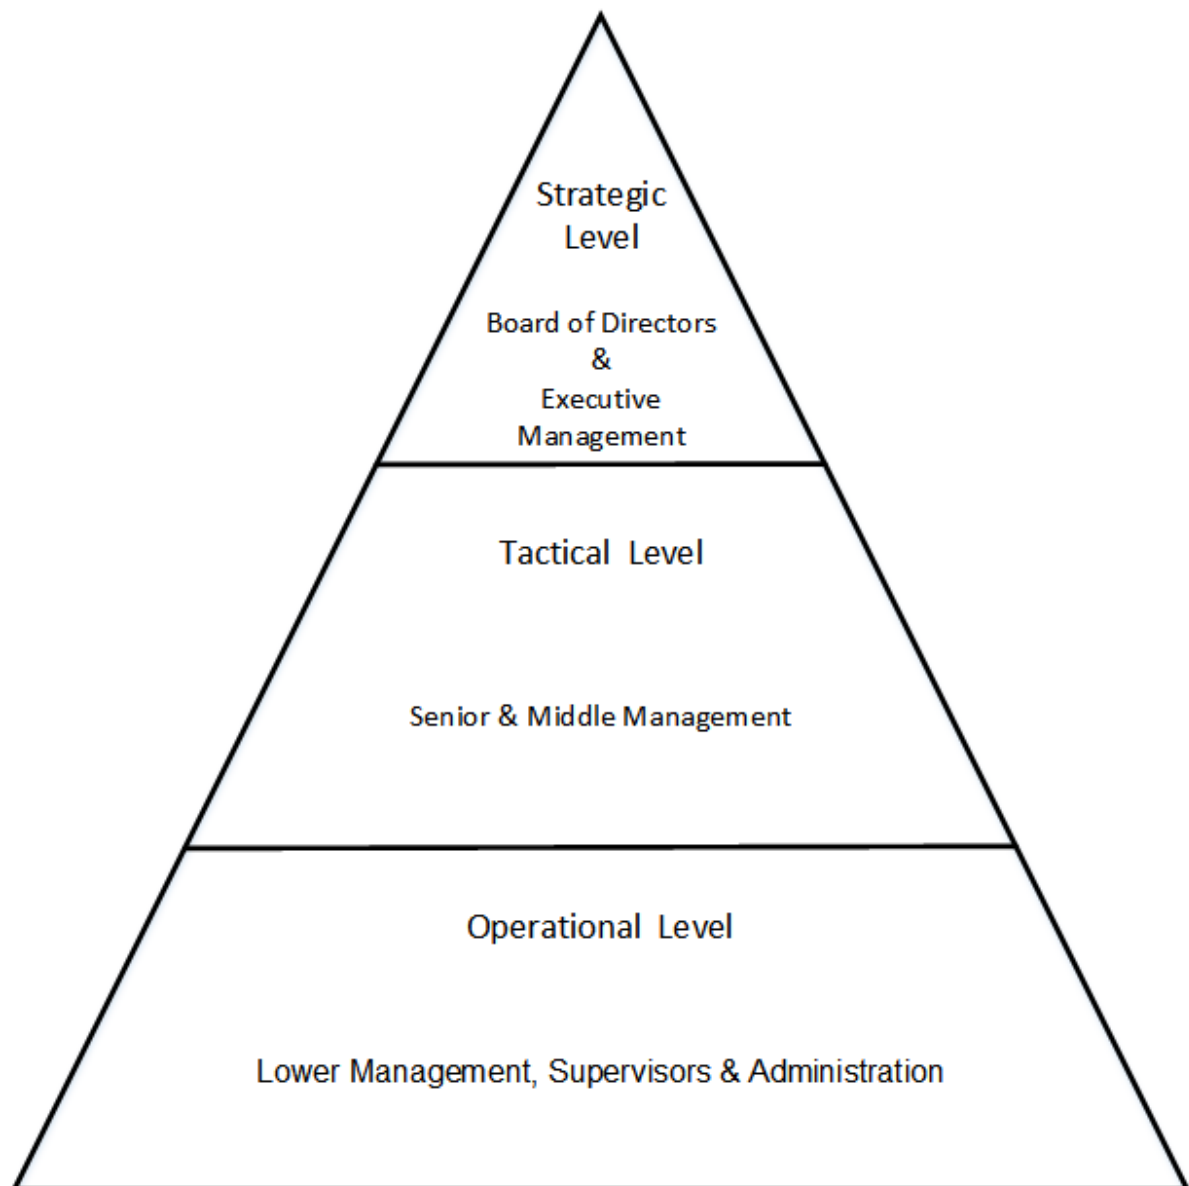 Strategic
Level
Board of Directors
&
Executive
Management
Tactical Level
Senior & Middle Management
Operational Level
Lower Management, Supervisors & Administration